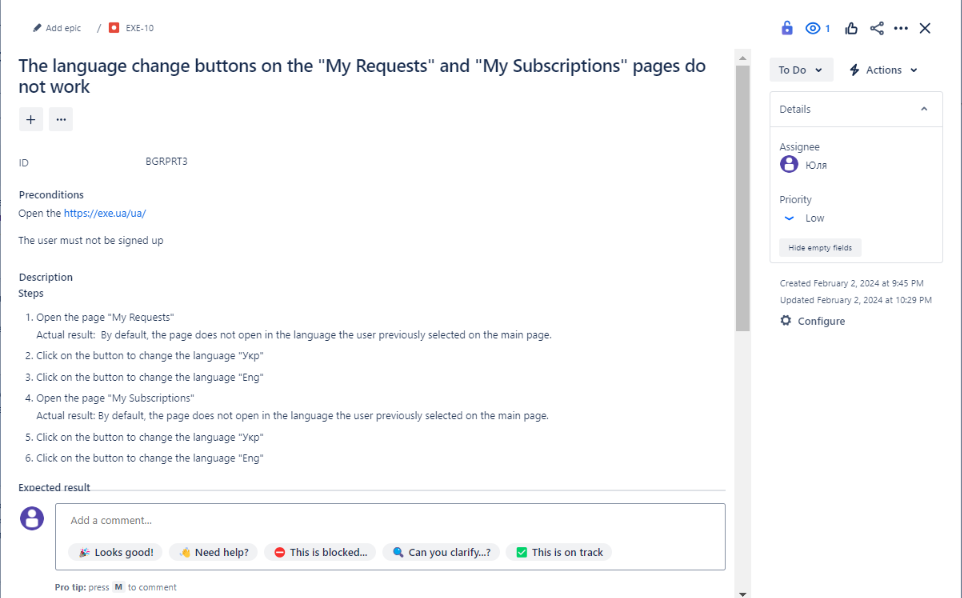 Add epic / EXE-10
1
The language change buttons on the "My Requests" and "My Subscriptions" pages do
not work
To Do
Actions
ID BGRPRT3
Preconditions
Open the https://exe.ua/ua/
The user must not be signed up
Description
Steps
1. Open the page "My Requests"
Actual result:  By default, the page does not open in the language the user previously selected on the main page.
2. Click on the button to change the language "Укр"
3. Click on the button to change the language "Eng"
4. Open the page "My Subscriptions"
Actual result: By default, the page does not open in the language the user previously selected on the main page.
5. Click on the button to change the language "Укр"
6. Click on the button to change the language "Eng"
Expected result
Add a comment...
Looks good!
Need help?
This is blocked...
Can you clarify...?
This is on track
Pro tip: press M to comment
Details
Assignee
Юля
Priority
Low
Hide empty fields
Created February 2, 2024 at 9:45 PM
Updated February 2, 2024 at 10:29 PM
Configure